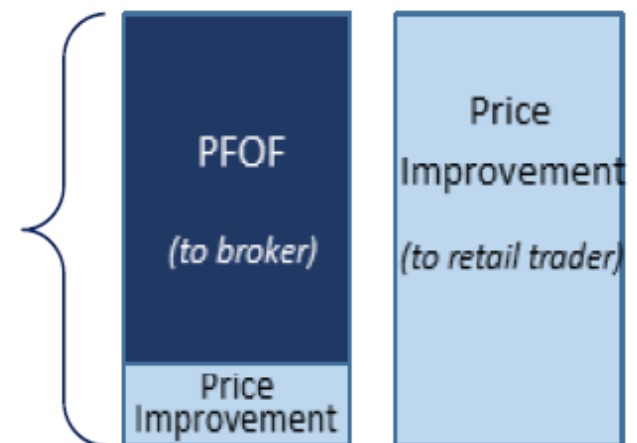 PFOF
(to broker)
Price
Improvement
Price
Improvement
(to retail trader)